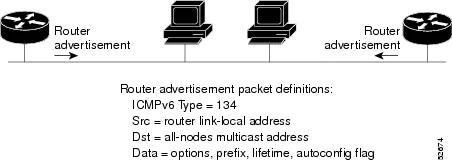 Router
advertisement
Router
advertisement
Router advertisement packet definitions:
ICMPv6 Type = 134
Src = router link-local address
Dst = all-nodes multicast address
Data = options, prefix, lifetime, autoconfig flag
52674